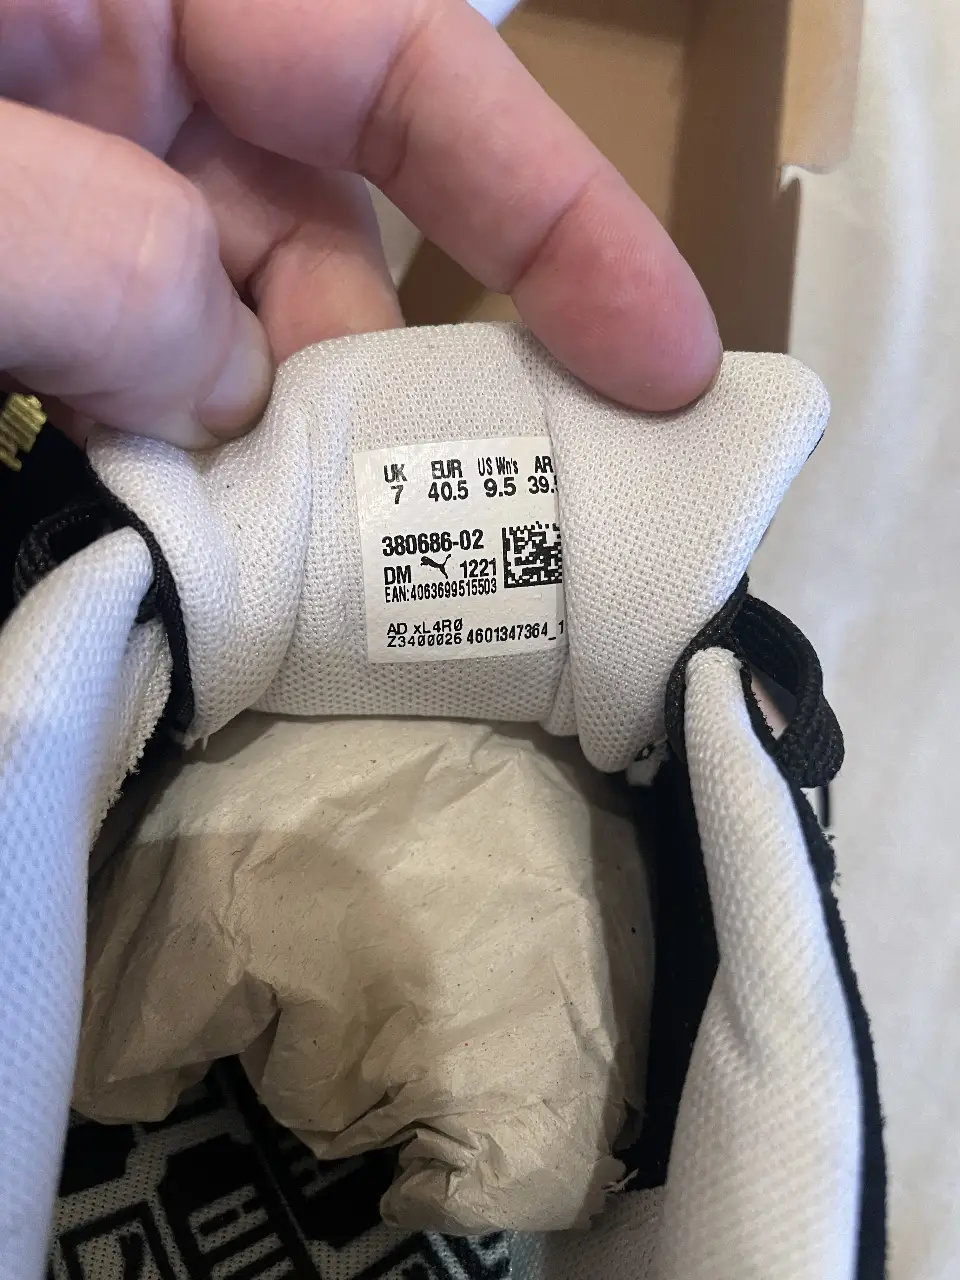 UK EUR US Wn's AR
7 40.5 9.5 39.5
380686-02
DM 1221
EAN:4063699515503
AD xL4R0
Z3400026 4601347364_1